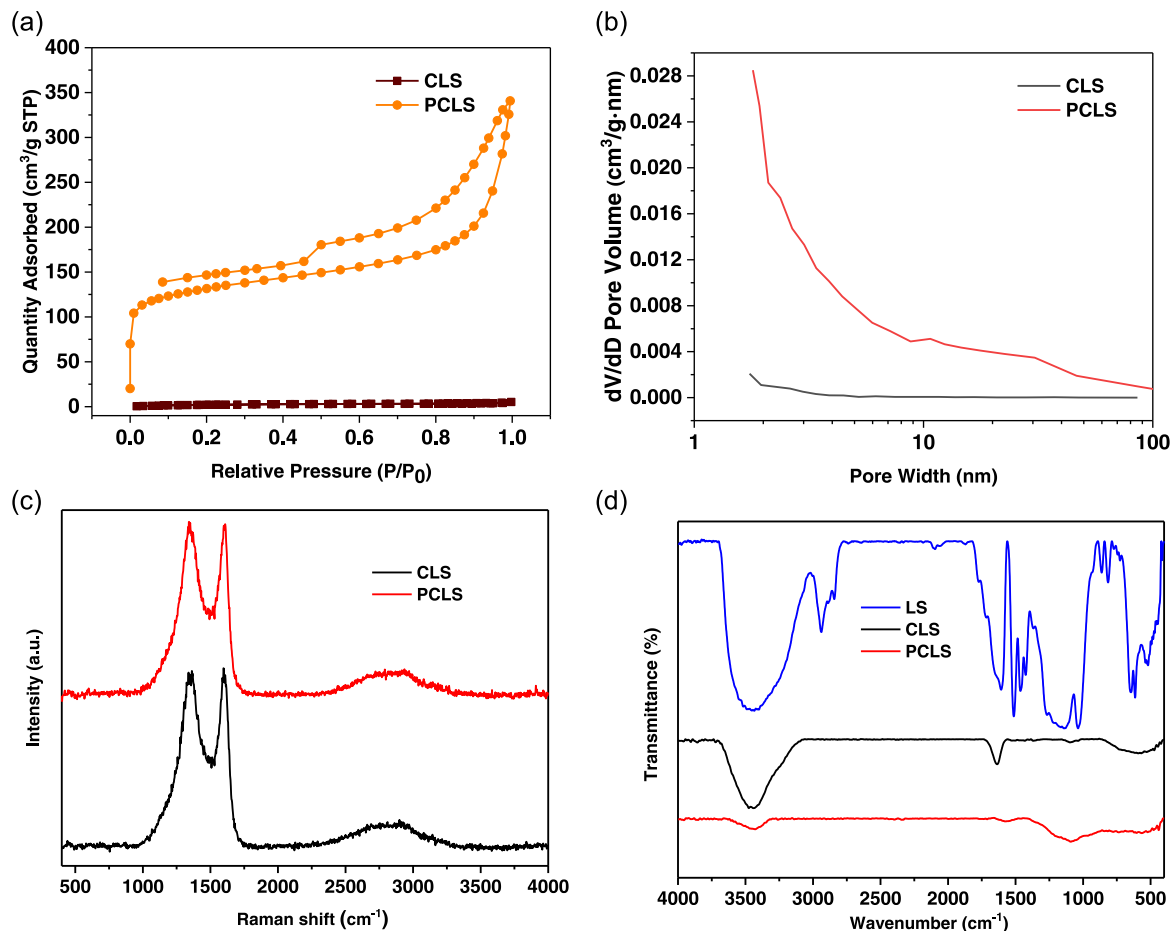 (a)
400
350
300
250
200
150
100
50
0
Quantity Adsorbed (cm³/g STP)
CLS
PCLS
0.0 0.2 0.4 0.6 0.8 1.0
Relative Pressure (P/P₀)
(b)
0.028
0.024
0.020
0.016
0.012
0.008
0.004
0.000
dV/dD Pore Volume (cm³/g·nm)
CLS
PCLS
1 10 100
Pore Width (nm)
(c)
Intensity (a.u.)
CLS
PCLS
500 1000 1500 2000 2500 3000 3500 4000
Raman shift (cm⁻¹)
(d)
Transmittance (%)
LS
CLS
PCLS
4000 3500 3000 2500 2000 1500 1000 500
Wavenumber (cm⁻¹)